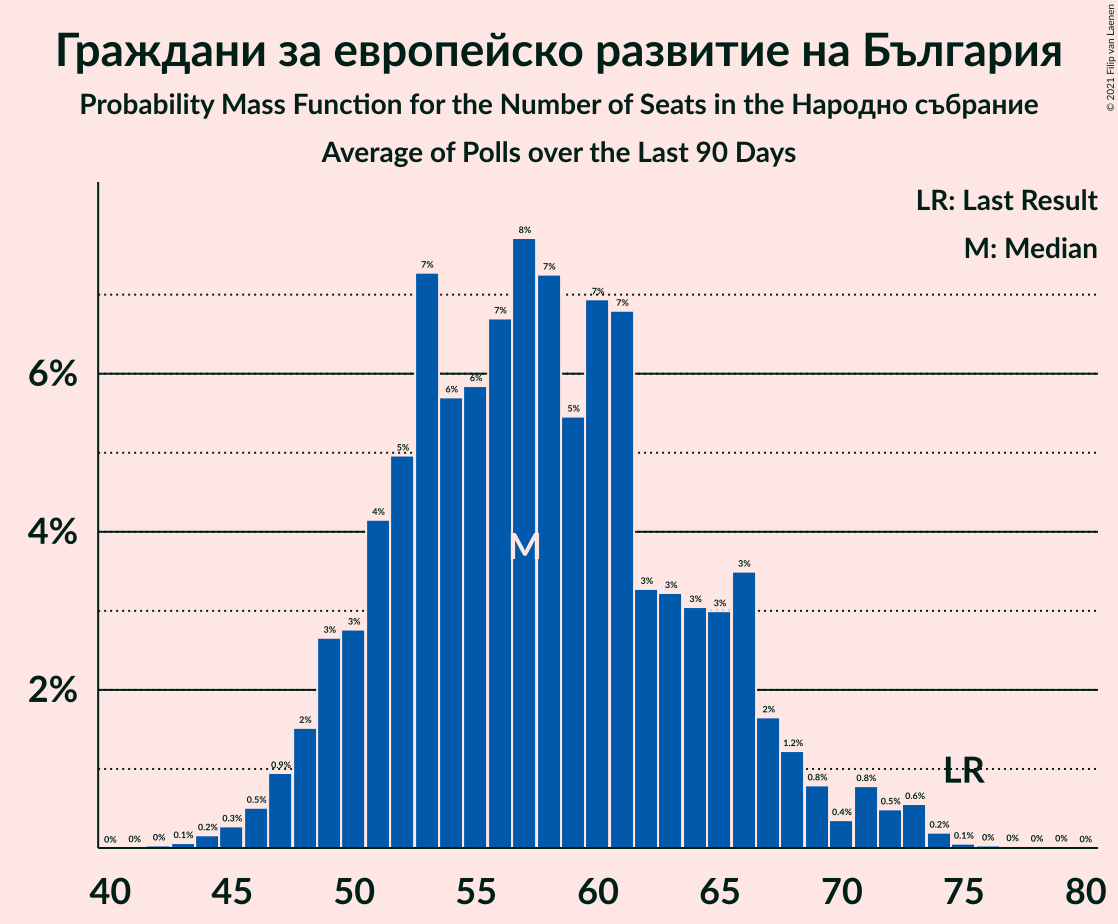 Граждани за европейско развитие на България
Probability Mass Function for the Number of Seats in the Народно събрание
Average of Polls over the Last 90 Days
© 2021 Filip van Laenen
LR: Last Result
M: Median
6%
4%
2%
0% 0% 0% 0.1% 0.2% 0.3% 0.5% 0.9% 2% 3% 3% 4% 5% 7% 6% 6% 7% 8% 7% 5% 7% 7% 3% 3% 3% 3% 3% 2% 1.2% 0.8% 0.4% 0.8% 0.5% 0.6% 0.2% 0.1% 0% 0% 0% 0% 0%
M
LR
40 45 50 55 60 65 70 75 80